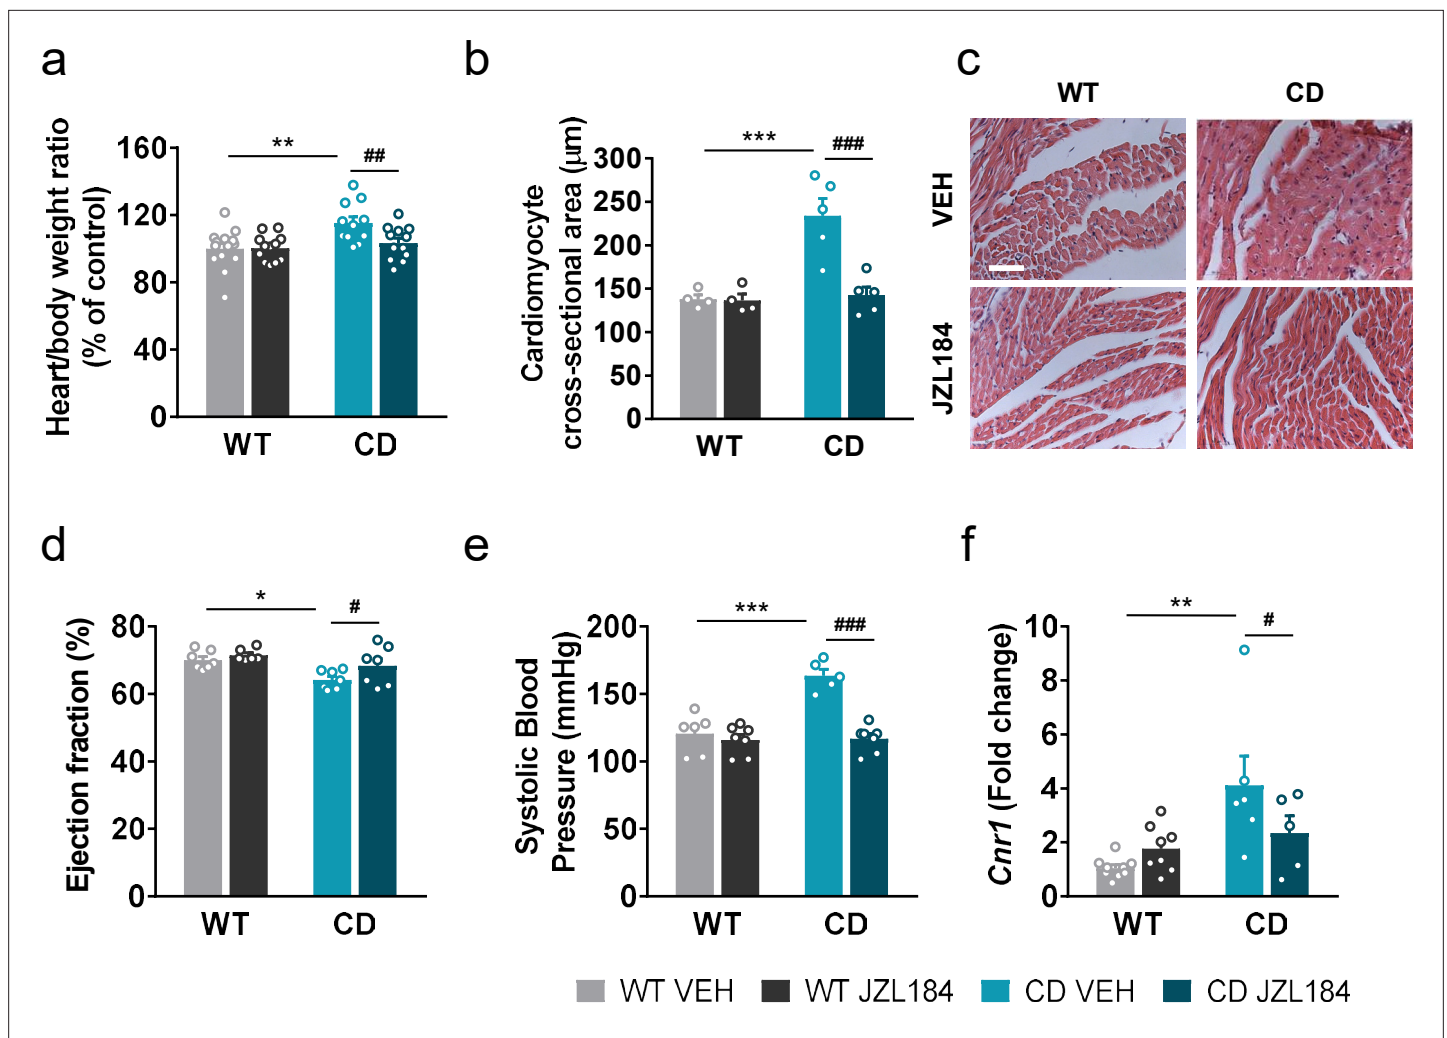 a
Heart/body weight ratio
(% of control)
160
120
80
40
0
**
##
WT
CD
b
Cardiomyocyte
cross-sectional area (μm)
300
250
200
150
100
50
0
***
###
WT
CD
c
WT
CD
VEH
JZL184
d
Ejection fraction (%)
80
60
40
20
0
*
#
WT
CD
e
Systolic Blood
Pressure (mmHg)
200
150
100
50
0
***
###
WT
CD
f
Cnr1 (Fold change)
10
8
6
4
2
0
**
#
WT
CD
WT VEH
WT JZL184
CD VEH
CD JZL184